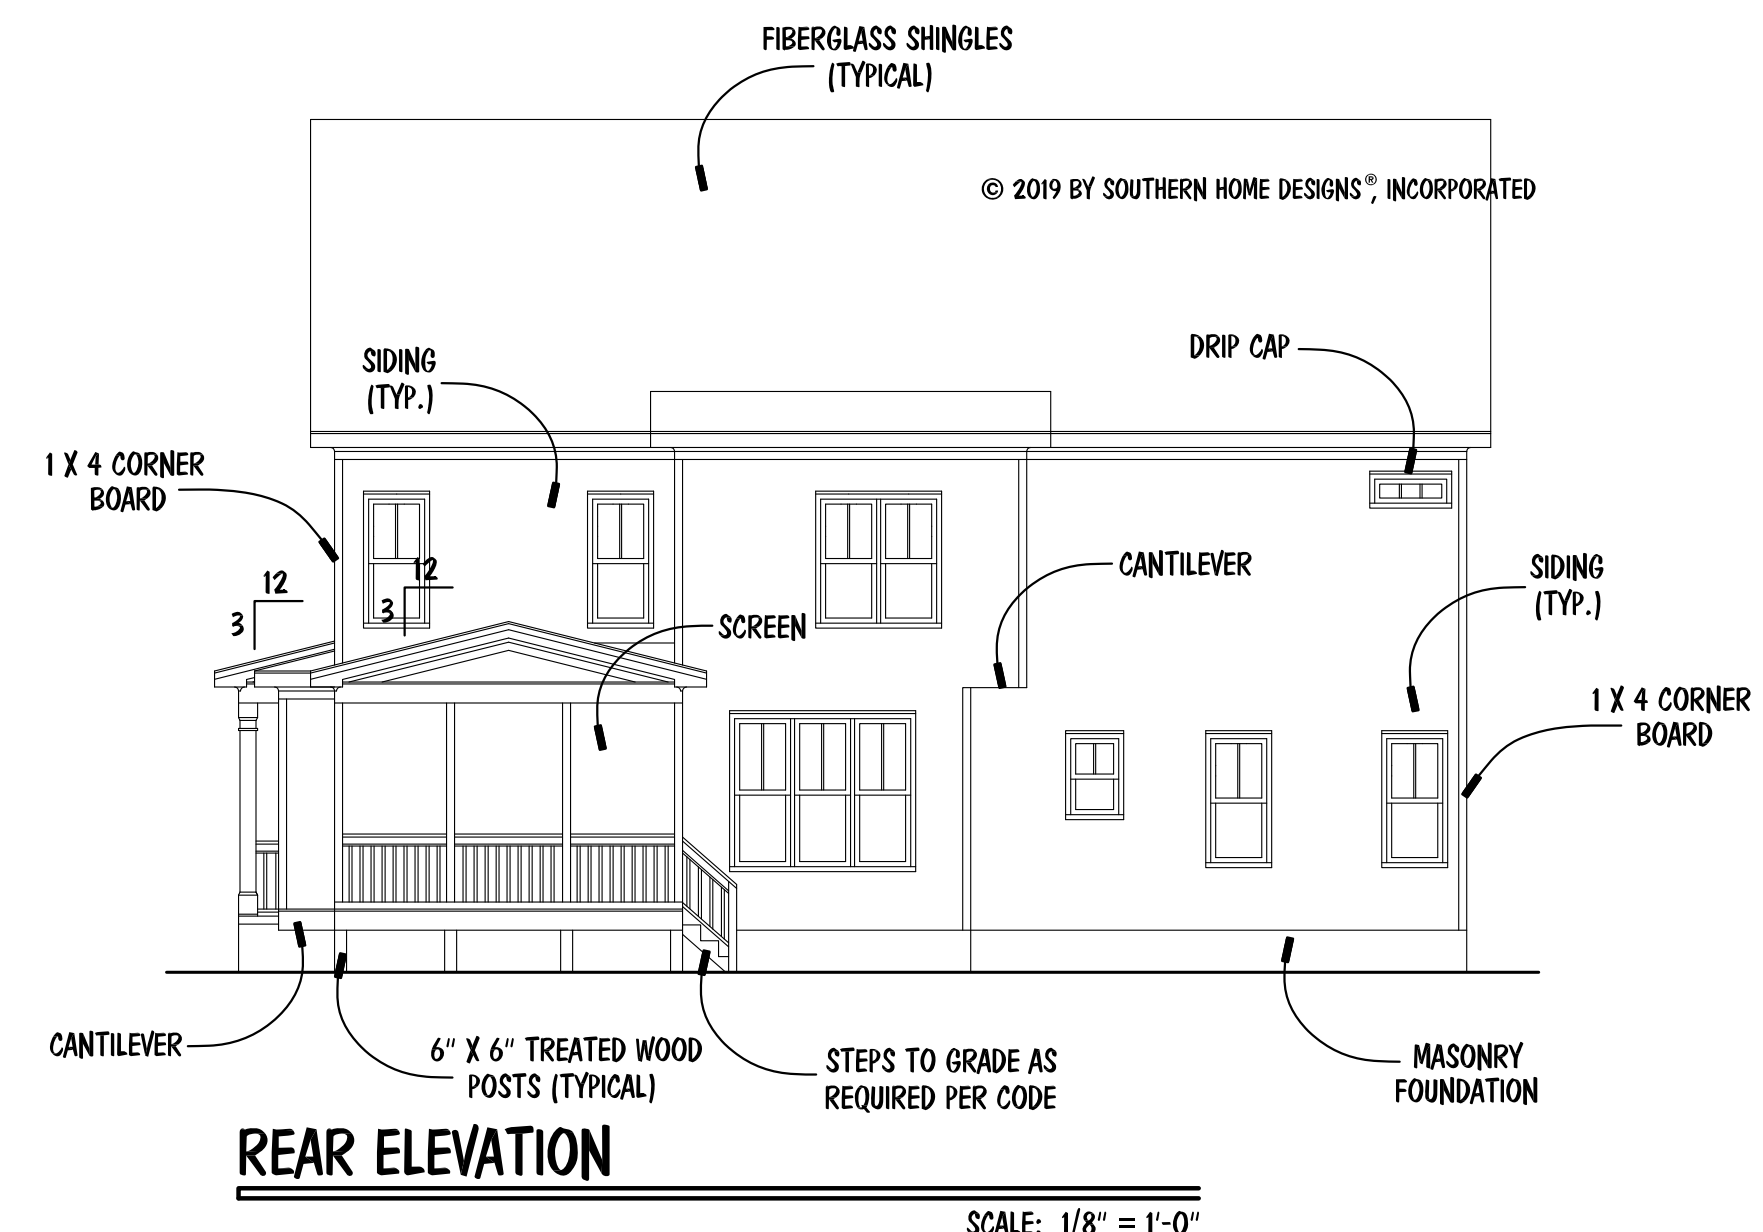 FIBERGLASS SHINGLES
(TYPICAL)
© 2019 BY SOUTHERN HOME DESIGNS®, INCORPORATED
SIDING
(TYP.)
DRIP CAP
1 X 4 CORNER
BOARD
12
3
12
3
SCREEN
CANTILEVER
SIDING
(TYP.)
1 X 4 CORNER
BOARD
CANTILEVER
6" X 6" TREATED WOOD
POSTS (TYPICAL)
STEPS TO GRADE AS
REQUIRED PER CODE
MASONRY
FOUNDATION
REAR ELEVATION
SCALE: 1/8" = 1'-0"